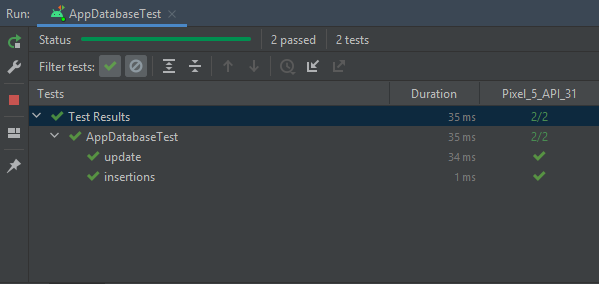 Run: AppDatabaseTest
Status 2 passed 2 tests
Filter tests:
Tests Duration Pixel_5_API_31
Test Results 35 ms 2/2
AppDatabaseTest 35 ms 2/2
update 34 ms
insertions 1 ms